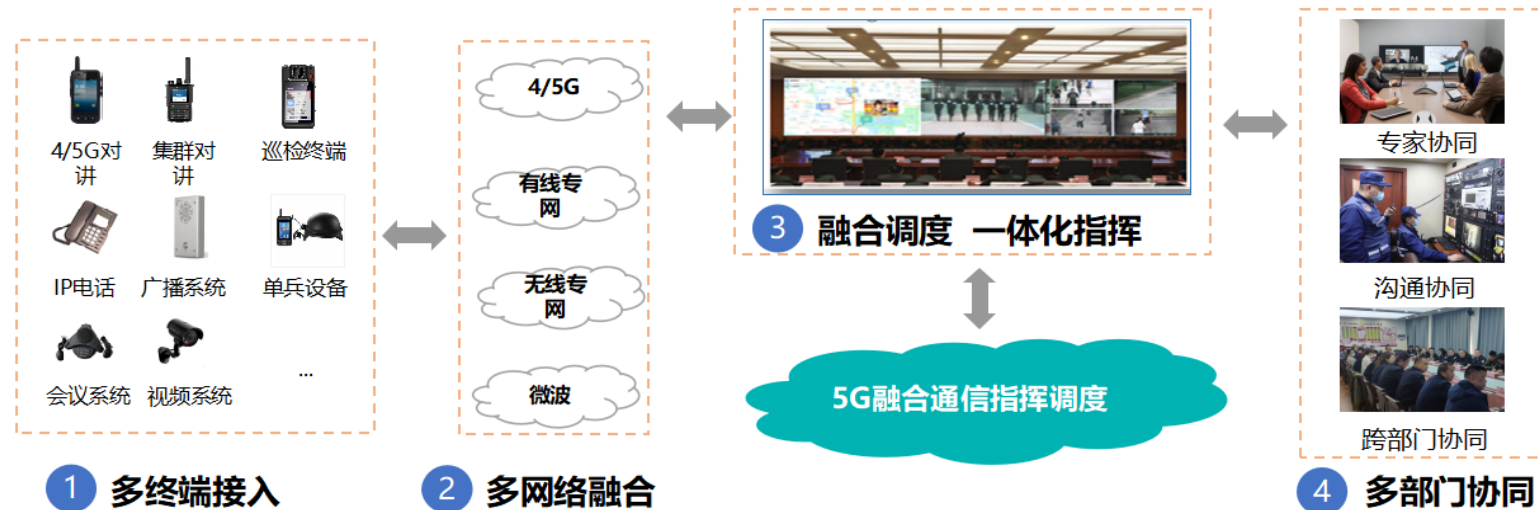 4/5G对
讲
集群对
讲
巡检终端
IP电话
广播系统
单兵设备
会议系统
视频系统
...
1 多终端接入
4/5G
有线专
网
无线专
网
微波
2 多网络融合
3 融合调度 一体化指挥
5G融合通信指挥调度
专家协同
沟通协同
跨部门协同
4 多部门协同